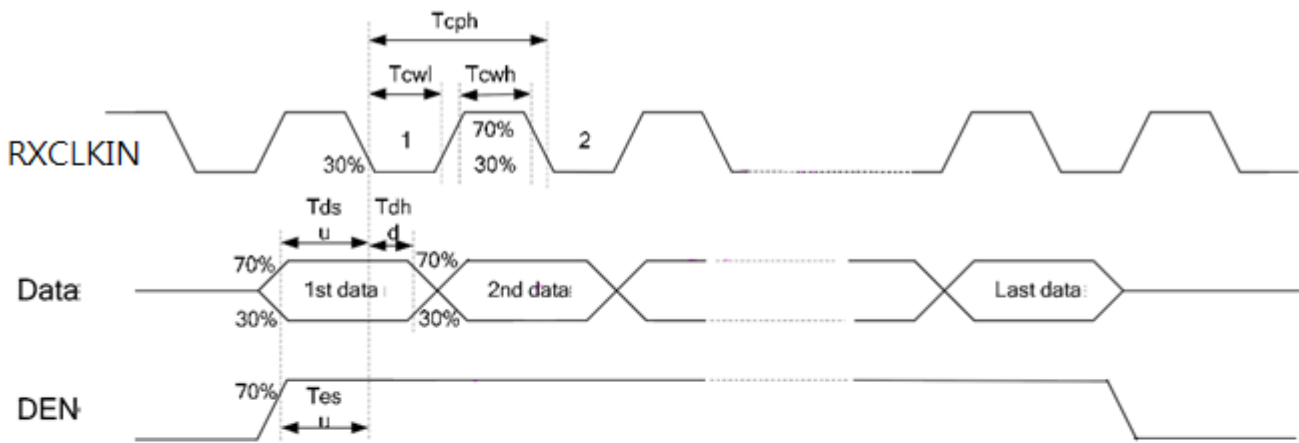 Tcph
Tcwl Tcwh
RXCLKIN 30% 1 70% 30% 2
Tds
u
Tdh
d
Data 70% 30% 1st data 70% 30% 2nd data Last data
DEN 70% Tes
u